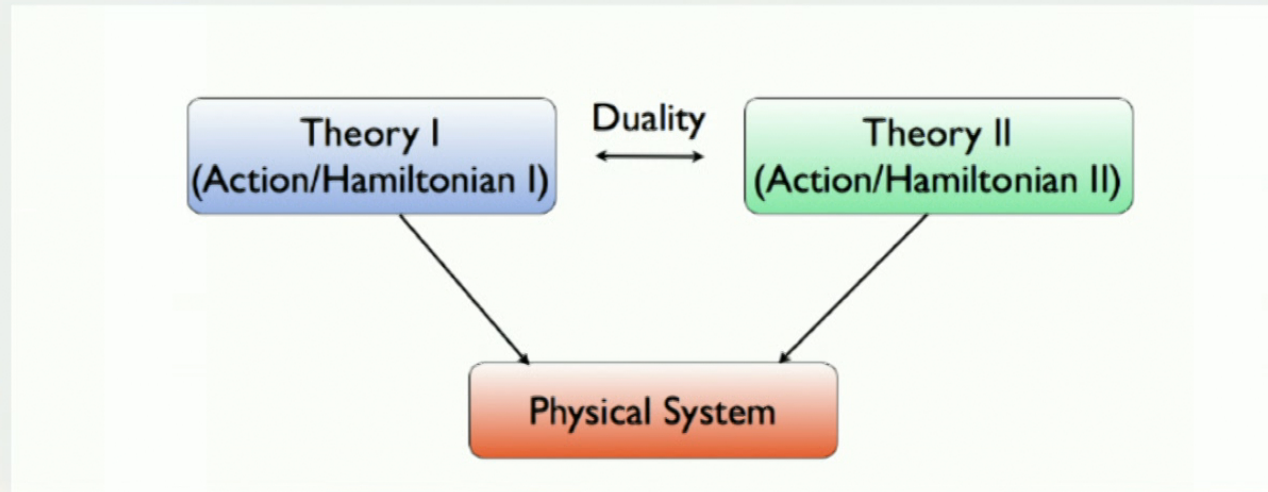 Theory I
(Action/Hamiltonian I)
Duality
Theory II
(Action/Hamiltonian II)
Physical System